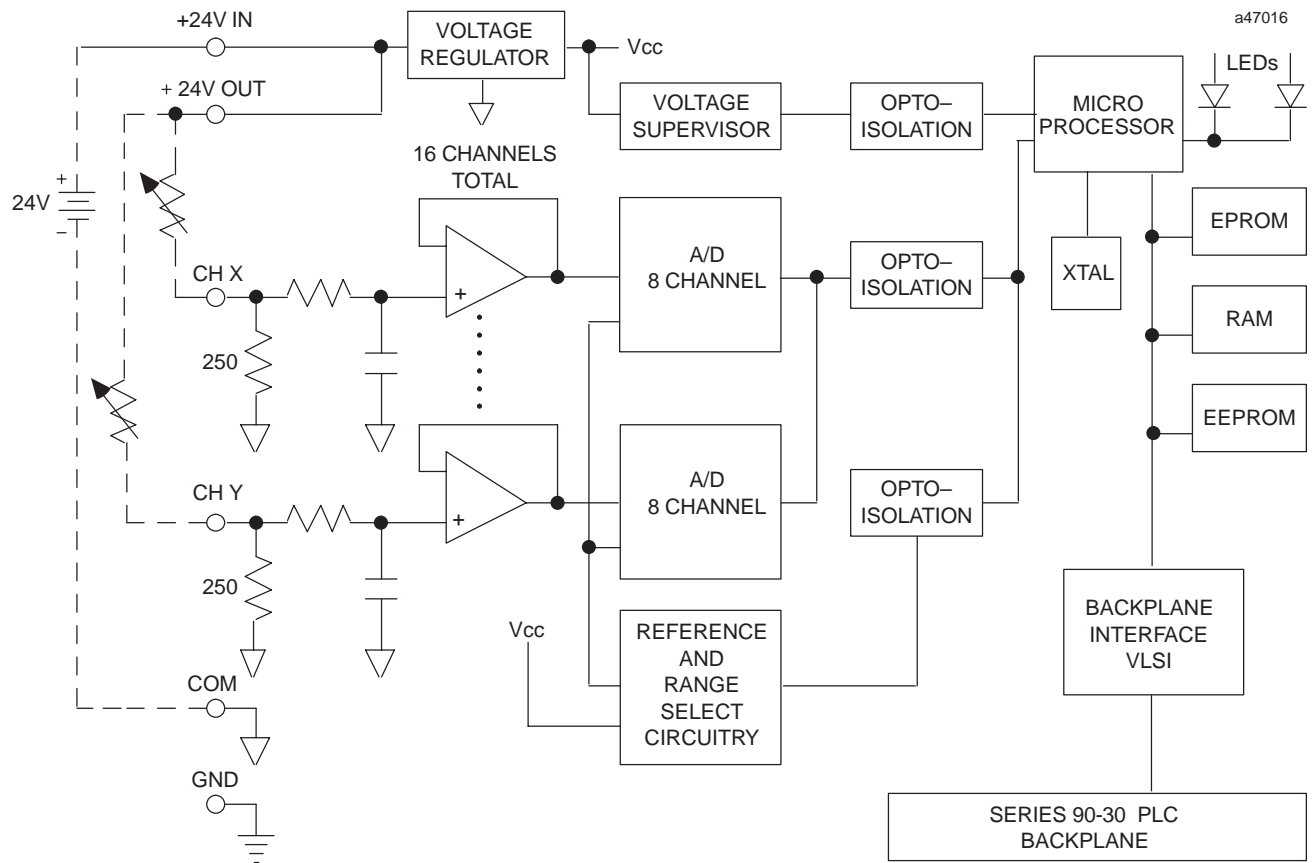 a47016
+24V IN
VOLTAGE
REGULATOR
Vcc
LEDs
+ 24V OUT
VOLTAGE
SUPERVISOR
OPTO–
ISOLATION
MICRO
PROCESSOR
16 CHANNELS
TOTAL
+
24V
–
A/D
8 CHANNEL
EPROM
CH X
+
OPTO–
ISOLATION
XTAL
RAM
250
EEPROM
CH Y
+
A/D
8 CHANNEL
OPTO–
ISOLATION
250
Vcc
REFERENCE
AND
RANGE
SELECT
CIRCUITRY
BACKPLANE
INTERFACE
VLSI
COM
GND
SERIES 90-30 PLC
BACKPLANE